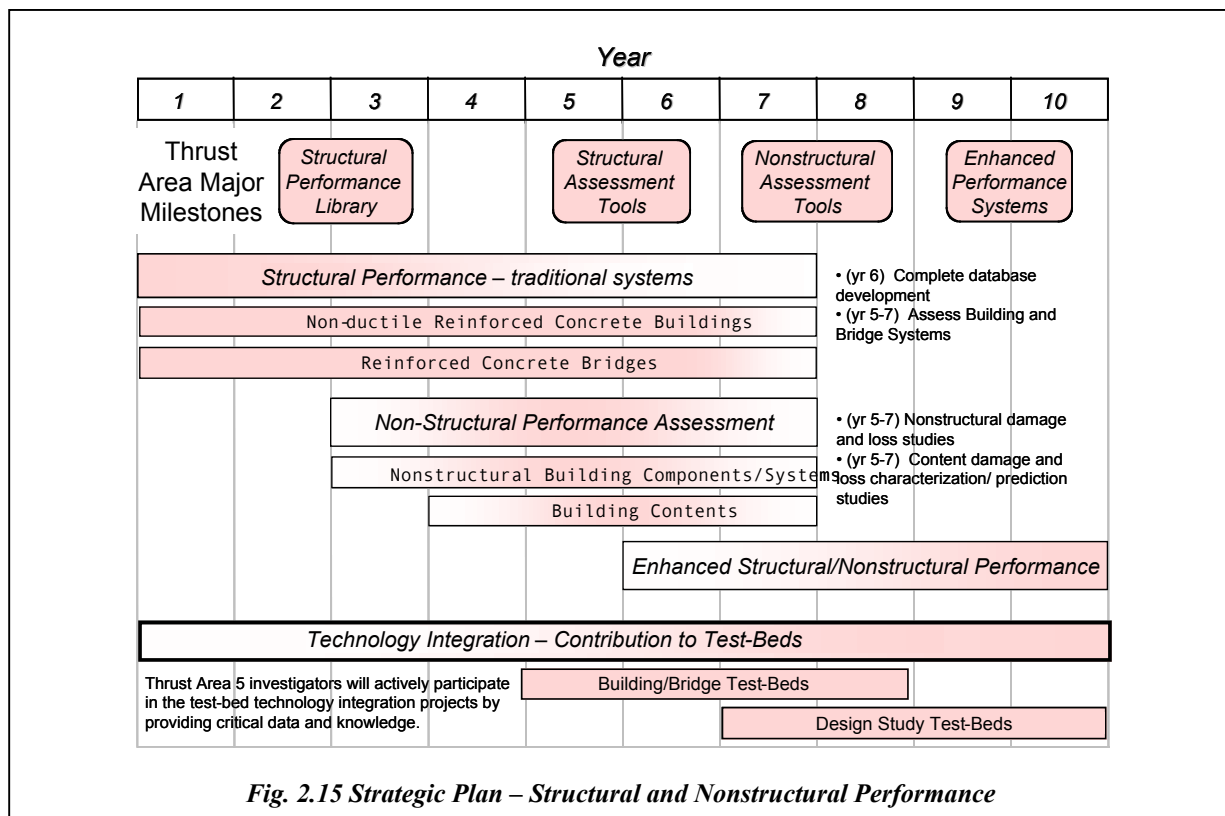 Year
1 2 3 4 5 6 7 8 9 10
Thrust
Area Major
Milestones
Structural
Performance
Library
Structural
Assessment
Tools
Nonstructural
Assessment
Tools
Enhanced
Performance
Systems
Structural Performance – traditional systems
• (yr 6) Complete database
development
• (yr 5-7) Assess Building and
Bridge Systems
Non-ductile Reinforced Concrete Buildings
Reinforced Concrete Bridges
Non-Structural Performance Assessment
• (yr 5-7) Nonstructural damage
and loss studies
• (yr 5-7) Content damage and
loss characterization/ prediction
studies
Nonstructural Building Components/Systems
Building Contents
Enhanced Structural/Nonstructural Performance
Technology Integration – Contribution to Test-Beds
Thrust Area 5 investigators will actively participate
in the test-bed technology integration projects by
providing critical data and knowledge.
Building/Bridge Test-Beds
Design Study Test-Beds
Fig. 2.15 Strategic Plan – Structural and Nonstructural Performance